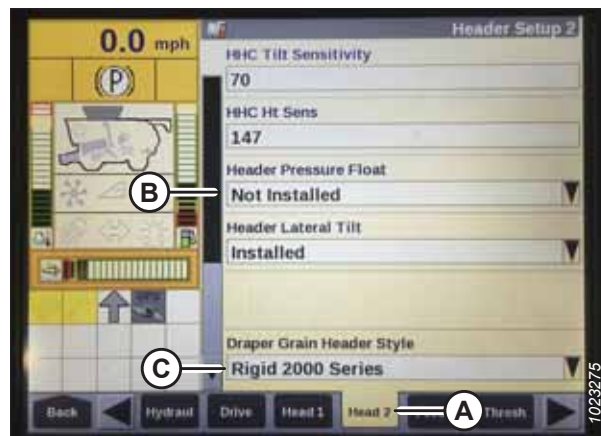 0.0 mph
Header Setup 2
(P)
HHC Tilt Sensitivity
70
HHC Ht Sens
147
Header Pressure Float
B
Not Installed
Header Lateral Tilt
Installed
Draper Grain Header Style
C
Rigid 2000 Series
Back
Hydraul
Drive
Head 1
Head 2
A
Thresh
1023275